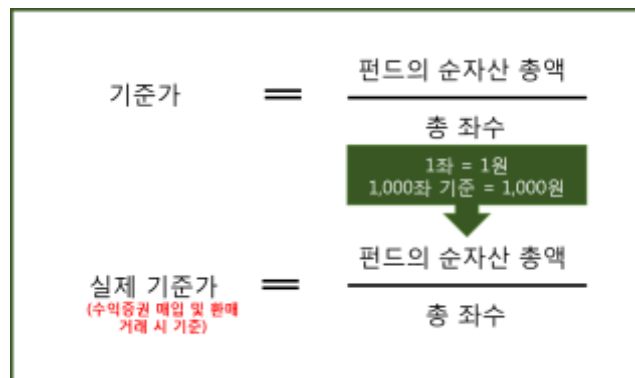 펀드의 순자산 총액
기준가 =
총 좌수
1좌 = 1원
1,000좌 기준 = 1,000원
펀드의 순자산 총액
실제 기준가 =
(수익증권 매입 및 환매
거래 시 기준)
총 좌수